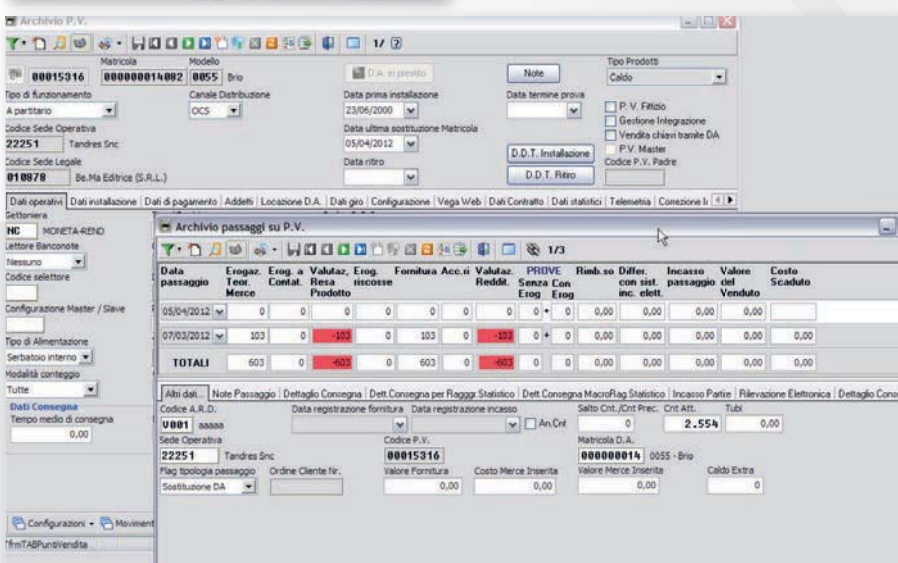 Archivio P.V.
1/ ?
Matricola Modello Tipo Prodotti
00015316 000000014002 0055 Brio D.A. in prestito Note Caldo
Tipo di funzionamento Canale Distribuzione Data prima installazione Data termine prova
A partitario OCS 23/06/2000 P. V. Fittizio
Gestione Integrazione
Codice Sede Operativa Data ultima sostituzione Matricola Vendita chiavi tramite DA
22251 Tandres Snc 05/04/2012 D.D.T. Installazione P.V. Master
Codice Sede Legale Data ritiro Codice P.V. Padre
010878 Be.Ma Editrice (S.R.L.) D.D.T. Ritiro
Dati operativi Dati installazione Dati di pagamento Addetti Locazione D.A. Dati giro Configurazione Vega Web Dati Contratto Dati statistici Telemetria Correzione li
Gettoniera
NC MONETA-REND
Lettore Banconote
Nessuno
Codice selettore
Configurazione Master / Slave
Tipo di Alimentazione
Serbatoio interno
Modalità conteggio
Tutte
Dati Consegna
Tempo medio di consegna
0,00
Configurazioni Moviment
TfrmTABPuntiVendita
Archivio passaggi su P.V.
1/3
Data passaggio Erogaz. Teor. Merce Erog. a Contat. Valutaz. Resa Prodotto Erog. riscosse Fornitura Acc.ri Valutaz. Reddit. PROVE Senza Erog Con Erog Rimb.so Differ. con sist. inc. elett. Incasso passaggio Valore del Venduto Costo Scaduto
05/04/2012 0 0 0 0 0 0 0 0 + 0 0,00 0,00 0,00 0,00
07/03/2012 103 0 -103 0 103 0 -103 0 + 0 0,00 0,00 0,00 0,00 0,00
TOTALI 603 0 -603 0 603 0 -603 0 0 0,00 0,00 0,00 0,00 0,00
Altri dati... Note Passaggio Dettaglio Consegna Dett.Consegna per Raggr Statistico Dett.Consegna MacroRag Statistico Incasso Partite Rilevazione Elettronica Dettaglio Conse
Codice A.R.D. Data registrazione fornitura Data registrazione incasso Salto Cnt./Cnt Prec. Cnt Att. Tubi
V001 aaaaa An.Cnt 0 2.554 0,00
Sede Operativa Codice P.V. Matricola D.A.
22251 Tandres Snc 00015316 000000014 0055 - Brio
Flag tipologia passaggio Ordine Cliente Nr. Valore Fornitura Costo Merce Inserita Valore Merce Inserita Caldo Extra
Sostituzione DA 0,00 0,00 0,00 0